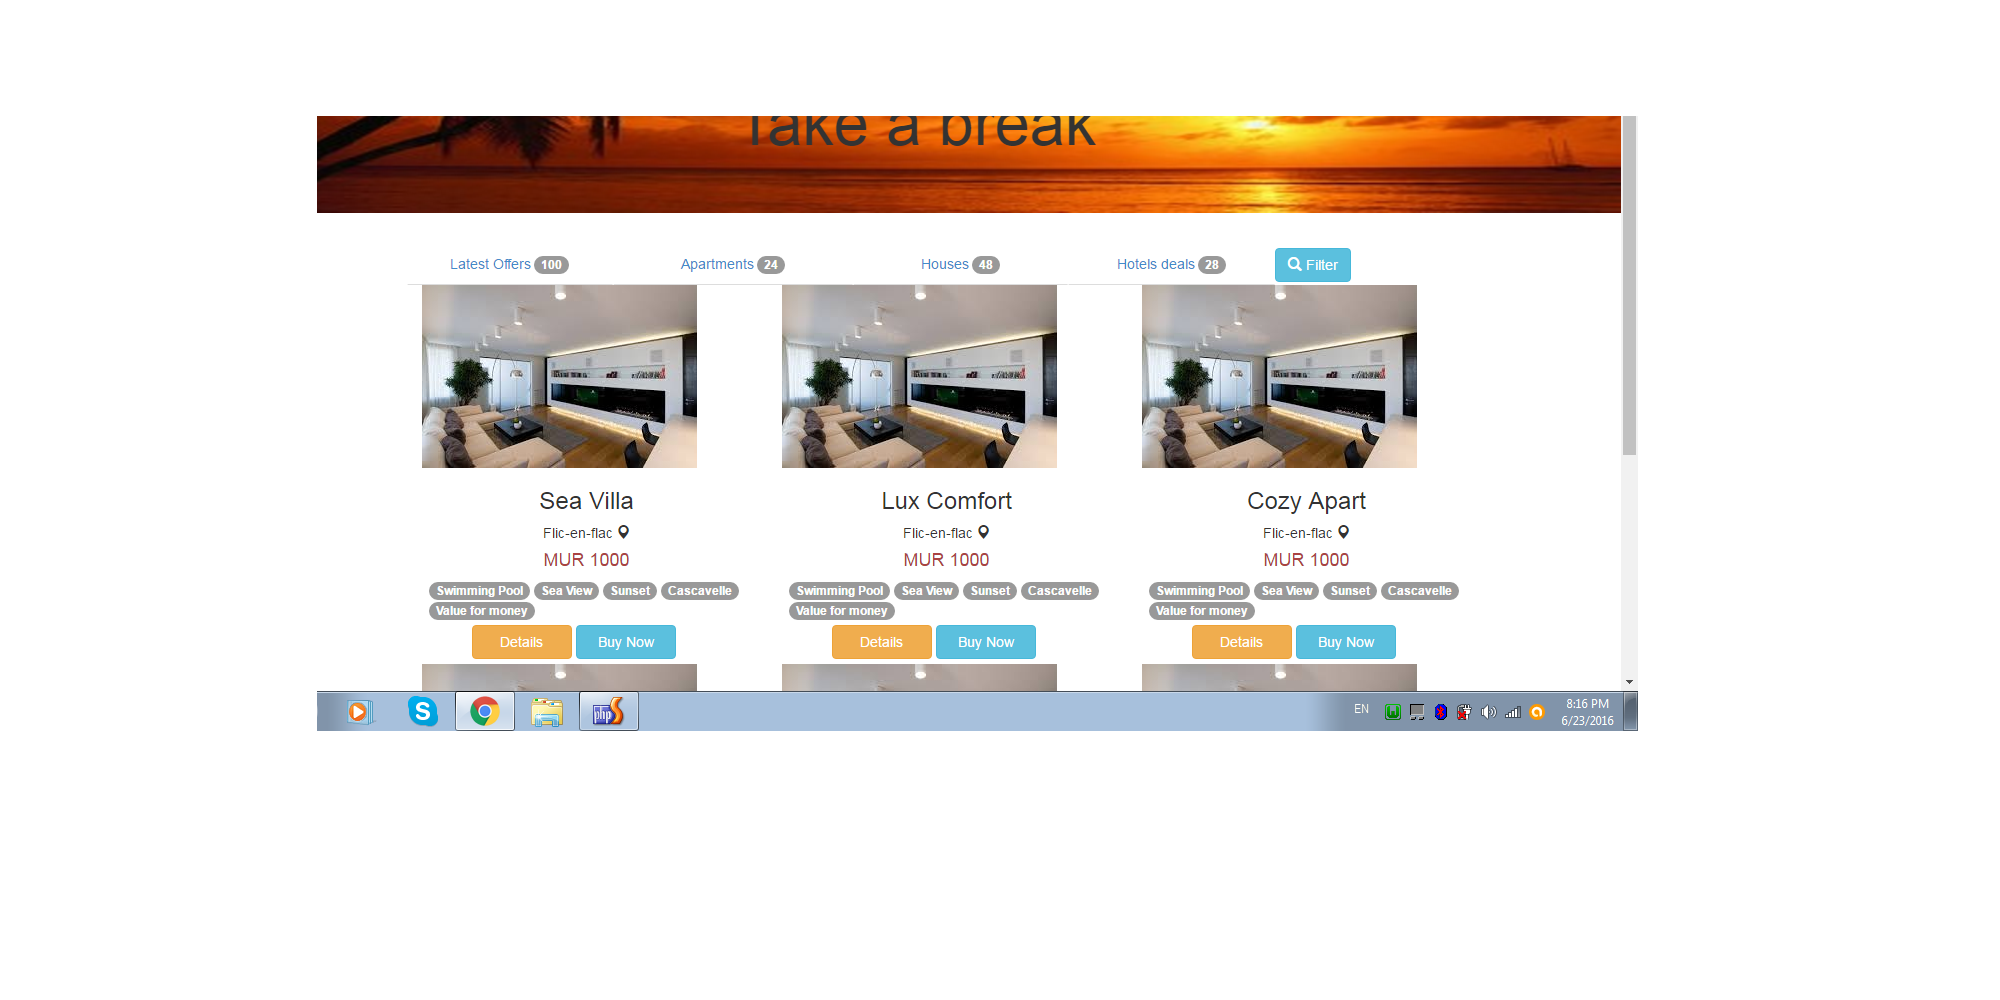 Take a break
Latest Offers 100 Apartments 24 Houses 48 Hotels deals 28 Filter
Sea Villa Lux Comfort Cozy Apart
Flic-en-flac Flic-en-flac Flic-en-flac
MUR 1000 MUR 1000 MUR 1000
Swimming Pool Sea View Sunset Cascavelle Swimming Pool Sea View Sunset Cascavelle Swimming Pool Sea View Sunset Cascavelle
Value for money Value for money Value for money
Details Buy Now Details Buy Now Details Buy Now
S php EN 8:16 PM
6/23/2016